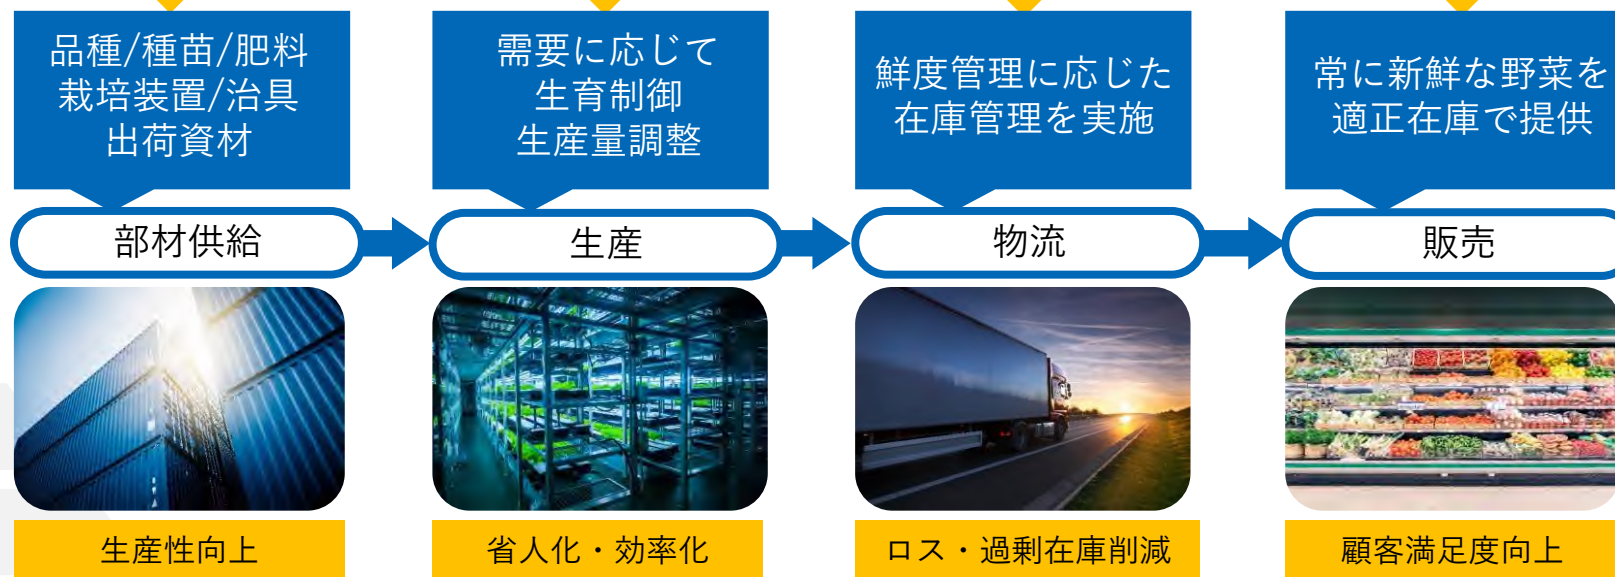 品種/種苗/肥料
栽培装置/治具
出荷資材
需要に応じて
生育制御
生産量調整
鮮度管理に応じた
在庫管理を実施
常に新鮮な野菜を
適正在庫で提供
部材供給
生産
物流
販売
生産性向上
省人化・効率化
ロス・過剰在庫削減
顧客満足度向上